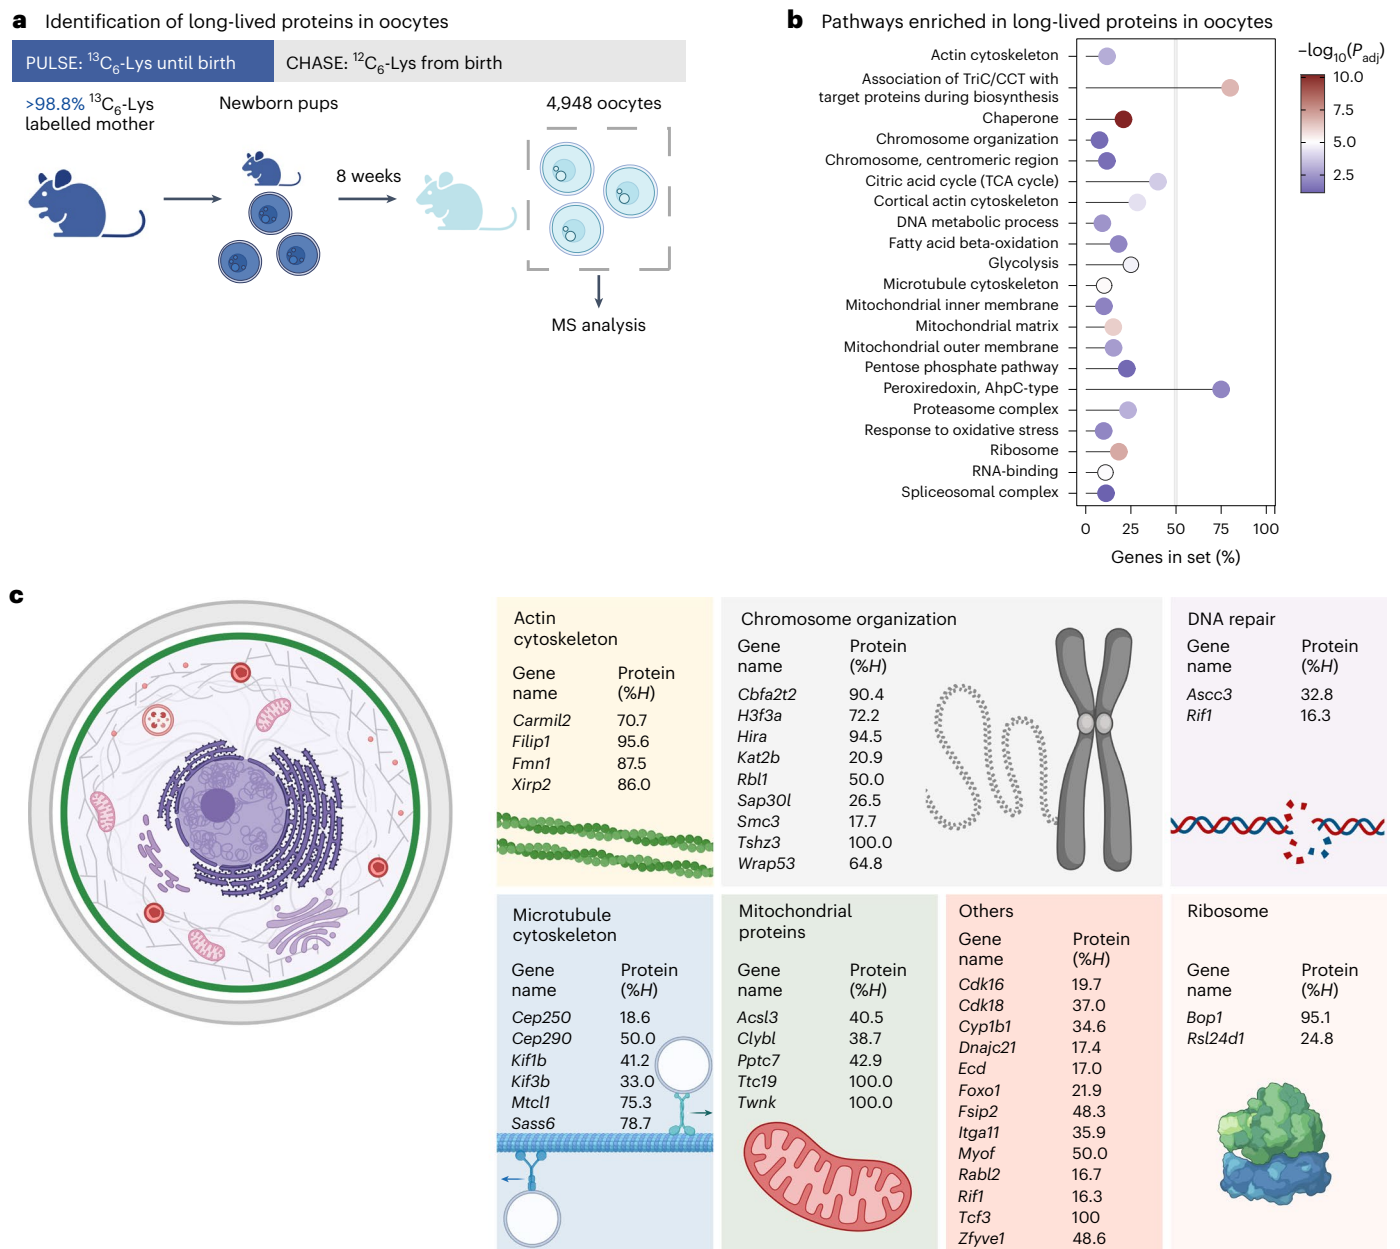 a Identification of long-lived proteins in oocytes
PULSE: ¹³C₆-Lys until birth
CHASE: ¹²C₆-Lys from birth
>98.8% ¹³C₆-Lys
labelled mother
Newborn pups
8 weeks
4,948 oocytes
MS analysis
b Pathways enriched in long-lived proteins in oocytes
Actin cytoskeleton
Association of TriC/CCT with
target proteins during biosynthesis
Chaperone
Chromosome organization
Chromosome, centromeric region
Citric acid cycle (TCA cycle)
Cortical actin cytoskeleton
DNA metabolic process
Fatty acid beta-oxidation
Glycolysis
Microtubule cytoskeleton
Mitochondrial inner membrane
Mitochondrial matrix
Mitochondrial outer membrane
Pentose phosphate pathway
Peroxiredoxin, AhpC-type
Proteasome complex
Response to oxidative stress
Ribosome
RNA-binding
Spliceosomal complex
0 25 50 75 100
Genes in set (%)
−log₁₀(P_adj)
10.0
7.5
5.0
2.5
c
Actin
cytoskeleton
Gene name Protein (%H)
Carmil2 70.7
Filip1 95.6
Fmn1 87.5
Xirp2 86.0
Chromosome organization
Gene name Protein (%H)
Cbfa2t2 90.4
H3f3a 72.2
Hira 94.5
Kat2b 20.9
Rbl1 50.0
Sap30l 26.5
Smc3 17.7
Tshz3 100.0
Wrap53 64.8
DNA repair
Gene name Protein (%H)
Ascc3 32.8
Rif1 16.3
Microtubule
cytoskeleton
Gene name Protein (%H)
Cep250 18.6
Cep290 50.0
Kif1b 41.2
Kif3b 33.0
Mtcl1 75.3
Sass6 78.7
Mitochondrial
proteins
Gene name Protein (%H)
Acsl3 40.5
Clybl 38.7
Pptc7 42.9
Ttc19 100.0
Twnk 100.0
Others
Gene name Protein (%H)
Cdk16 19.7
Cdk18 37.0
Cyp1b1 34.6
Dnajc21 17.4
Ecd 17.0
Foxo1 21.9
Fsip2 48.3
Itga11 35.9
Myof 50.0
Rabl2 16.7
Rif1 16.3
Tcf3 100
Zfyve1 48.6
Ribosome
Gene name Protein (%H)
Bop1 95.1
Rsl24d1 24.8